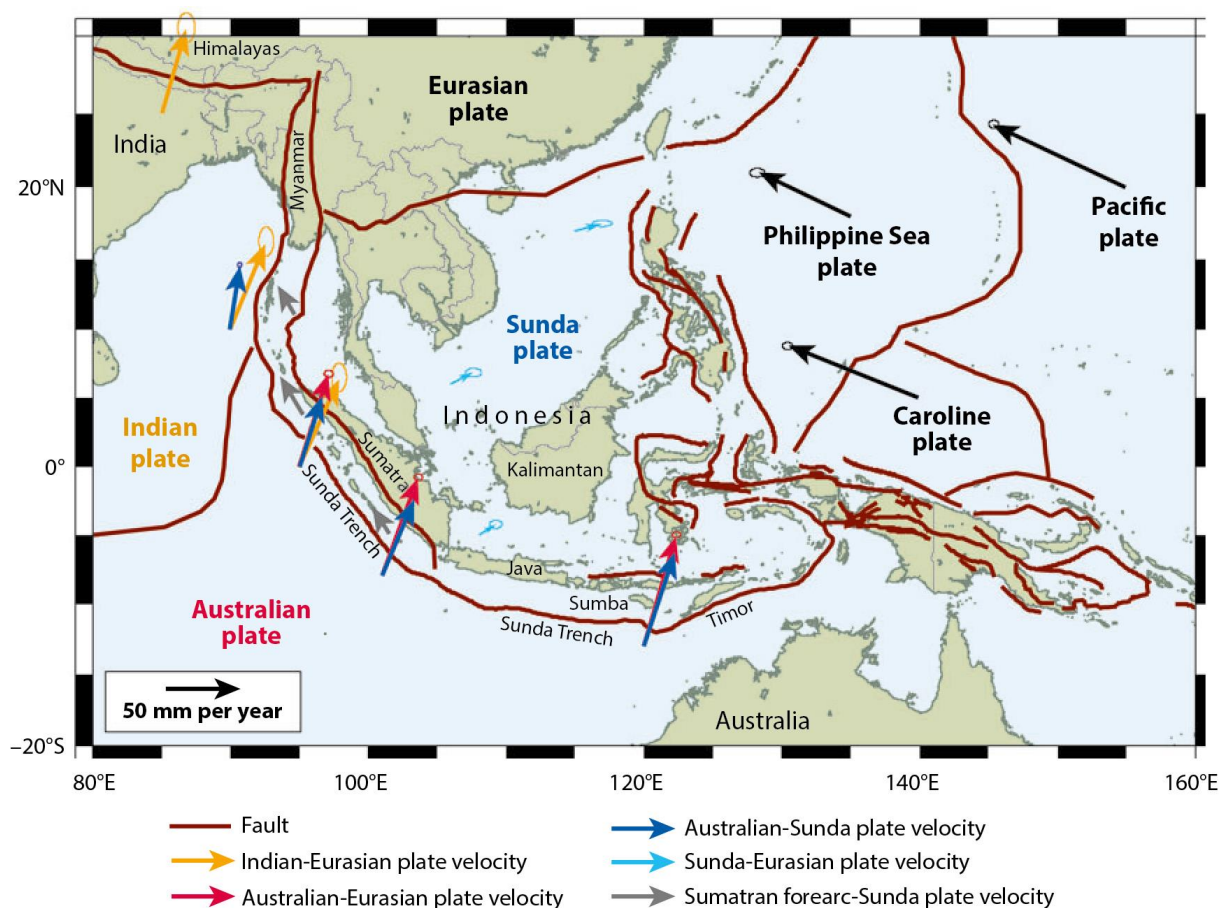 Himalayas
Eurasian
plate
India
Myanmar
20°N
Philippine Sea
plate
Pacific
plate
Sunda
plate
Indonesia
Caroline
plate
Indian
plate
Sumatra
Kalimantan
0°
Sunda Trench
Java
Sumba
Timor
Sunda Trench
Australian
plate
50 mm per year
Australia
–20°S
80°E
100°E
120°E
140°E
160°E
Fault
Indian-Eurasian plate velocity
Australian-Eurasian plate velocity
Australian-Sunda plate velocity
Sunda-Eurasian plate velocity
Sumatran forearc-Sunda plate velocity